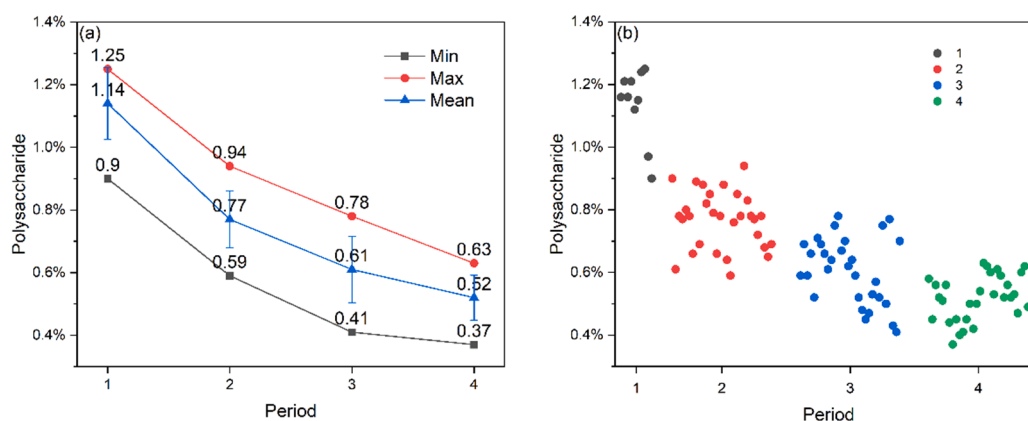 (a)
Min
Max
Mean
1.25
1.14
0.9
0.94
0.77
0.59
0.78
0.61
0.41
0.63
0.52
0.37
1.4%
1.2%
1.0%
0.8%
0.6%
0.4%
Polysaccharide
1 2 3 4
Period
(b)
1
2
3
4
1.4%
1.2%
1.0%
0.8%
0.6%
0.4%
Polysaccharide
1 2 3 4
Period